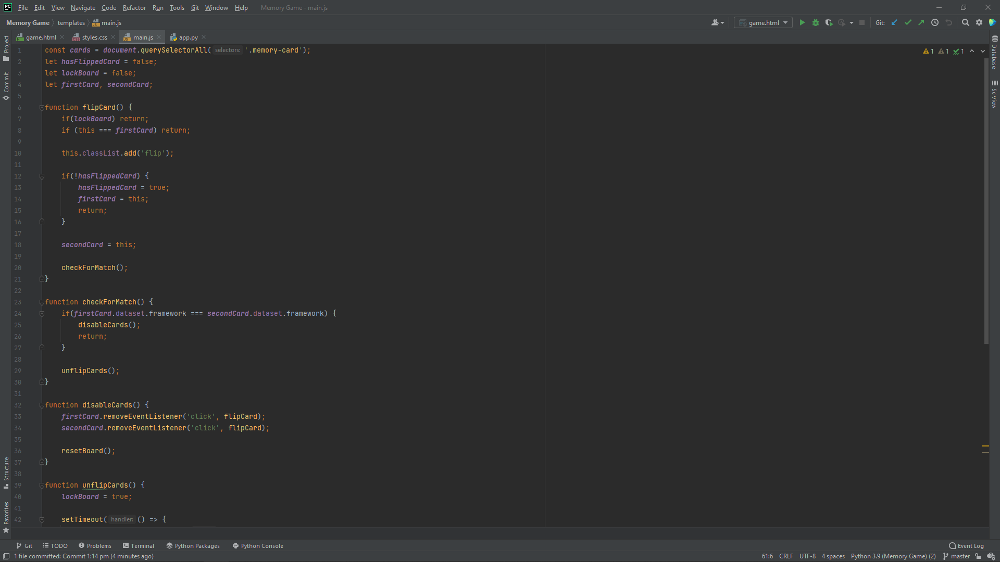 PC File Edit View Navigate Code Refactor Run Tools Git Window Help Memory Game - main.js
Memory Game templates main.js game.html Git:
game.html styles.css main.js app.py
Project
Commit
Structure
Favorites
Database
SciView
1 1 1
1 const cards = document.querySelectorAll( selectors: '.memory-card');
2 let hasFlippedCard = false;
3 let lockBoard = false;
4 let firstCard, secondCard;
5
6 function flipCard() {
7 if(lockBoard) return;
8 if (this === firstCard) return;
9
10 this.classList.add('flip');
11
12 if(!hasFlippedCard) {
13 hasFlippedCard = true;
14 firstCard = this;
15 return;
16 }
17
18 secondCard = this;
19
20 checkForMatch();
21 }
22
23 function checkForMatch() {
24 if(firstCard.dataset.framework === secondCard.dataset.framework) {
25 disableCards();
26 return;
27 }
28
29 unflipCards();
30 }
31
32 function disableCards() {
33 firstCard.removeEventListener('click', flipCard);
34 secondCard.removeEventListener('click', flipCard);
35
36 resetBoard();
37 }
38
39 function unflipCards() {
40 lockBoard = true;
41
42 setTimeout( handler: () => {
Git TODO Problems Terminal Python Packages Python Console Event Log
1 file committed: Commit 1:14 pm (4 minutes ago) 61:6 CRLF UTF-8 4 spaces Python 3.9 (Memory Game) (2) master